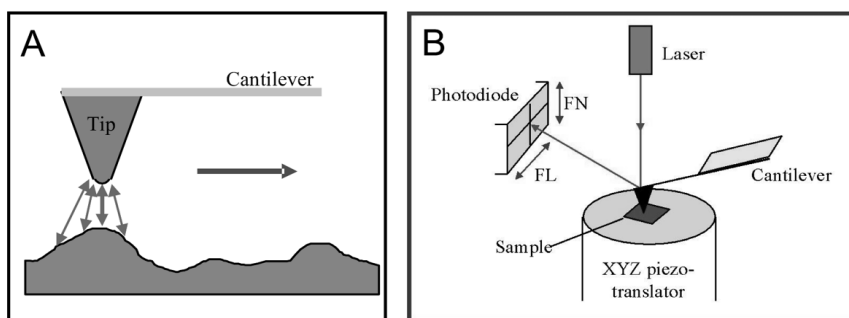 A
Cantilever
Tip
B
Laser
Photodiode
FN
FL
Cantilever
Sample
XYZ piezo-
translator